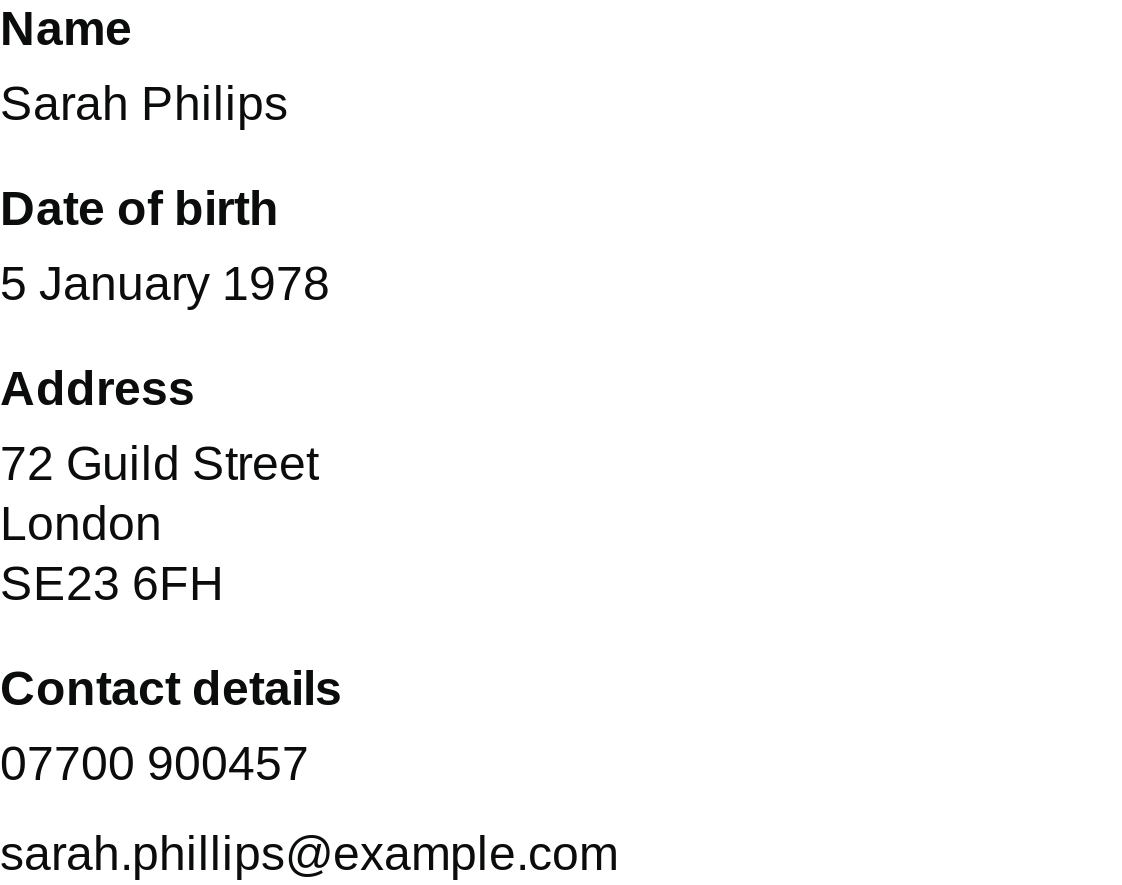 Name
Sarah Philips
Date of birth
5 January 1978
Address
72 Guild Street
London
SE23 6FH
Contact details
07700 900457
sarah.phillips@example.com